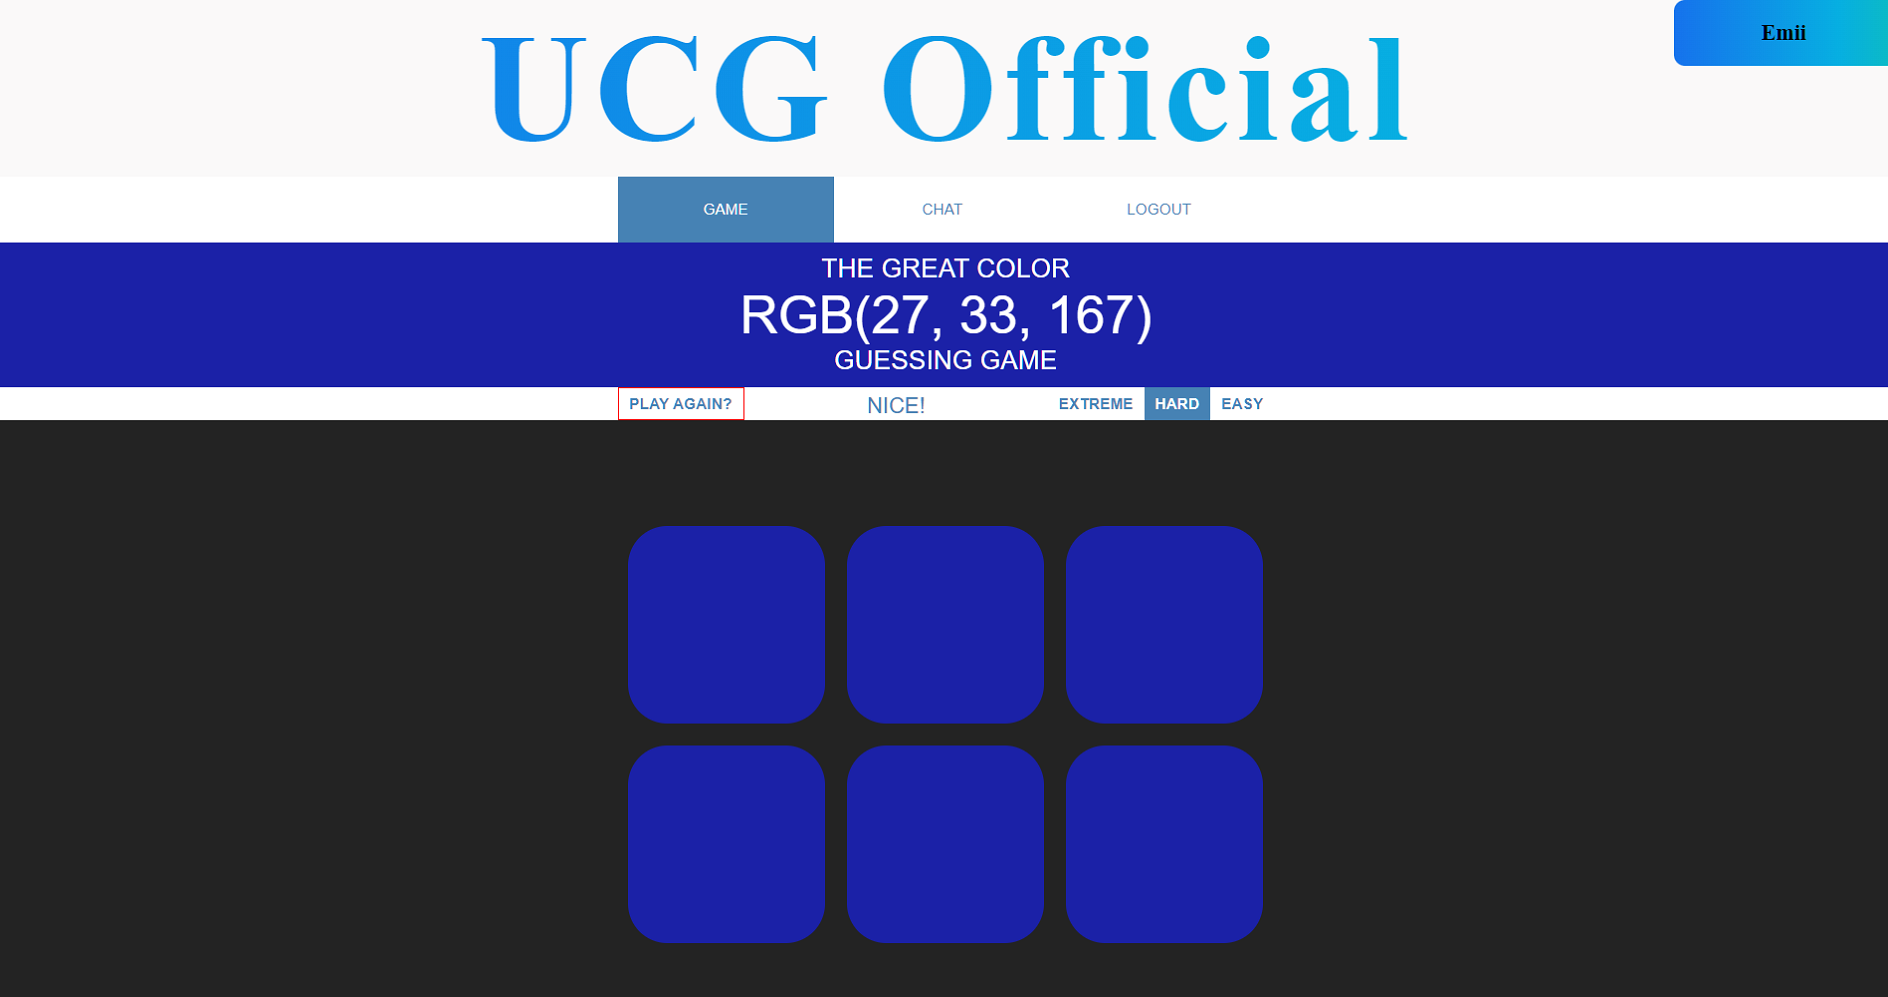 UCG Official
Emii
GAME
CHAT
LOGOUT
THE GREAT COLOR
RGB(27, 33, 167)
GUESSING GAME
PLAY AGAIN?
NICE!
EXTREME
HARD
EASY